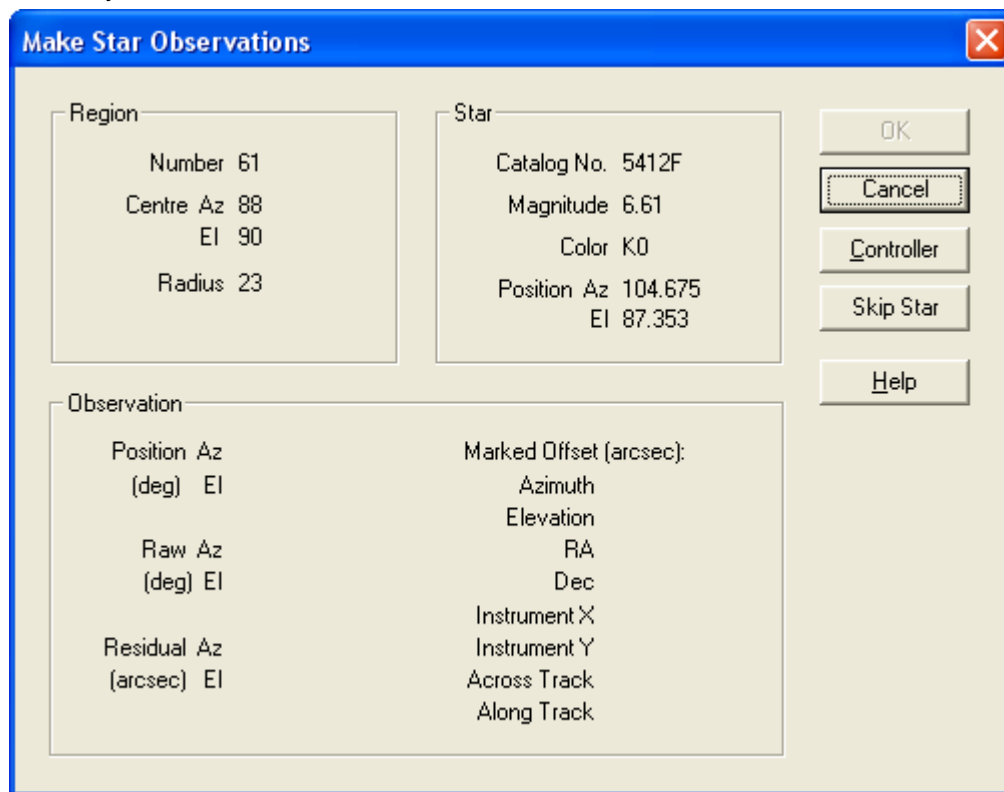 Make Star Observations
Region
Number 61
Centre Az 88
El 90
Radius 23
Star
Catalog No. 5412F
Magnitude 6.61
Color K0
Position Az 104.675
El 87.353
OK
Cancel
Controller
Skip Star
Help
Observation
Position Az
(deg) El
Raw Az
(deg) El
Residual Az
(arcsec) El
Marked Offset (arcsec):
Azimuth
Elevation
RA
Dec
Instrument X
Instrument Y
Across Track
Along Track